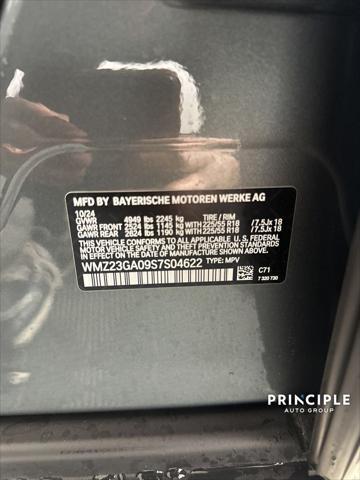 MFD BY BAYERISCHE MOTOREN WERKE AG
10/24
GVWR 4949 lbs 2245 kg TIRE / RIM
GAWR FRONT 2524 lbs 1145 KG WITH 225/55 R18 /7.5Jx 18
GAWR REAR 2624 lbs 1190 KG WITH 225/55 R18 /7.5Jx 18
THIS VEHICLE CONFORMS TO ALL APPLICABLE U.S. FEDERAL
MOTOR VEHICLE SAFETY AND THEFT PREVENTION STANDARDS
IN EFFECT ON THE DATE OF MANUFACTURE SHOWN ABOVE.
WMZ23GA09S7S04622 TYPE: MPV
C71
7 320 730
PRINCIPLE
AUTO GROUP